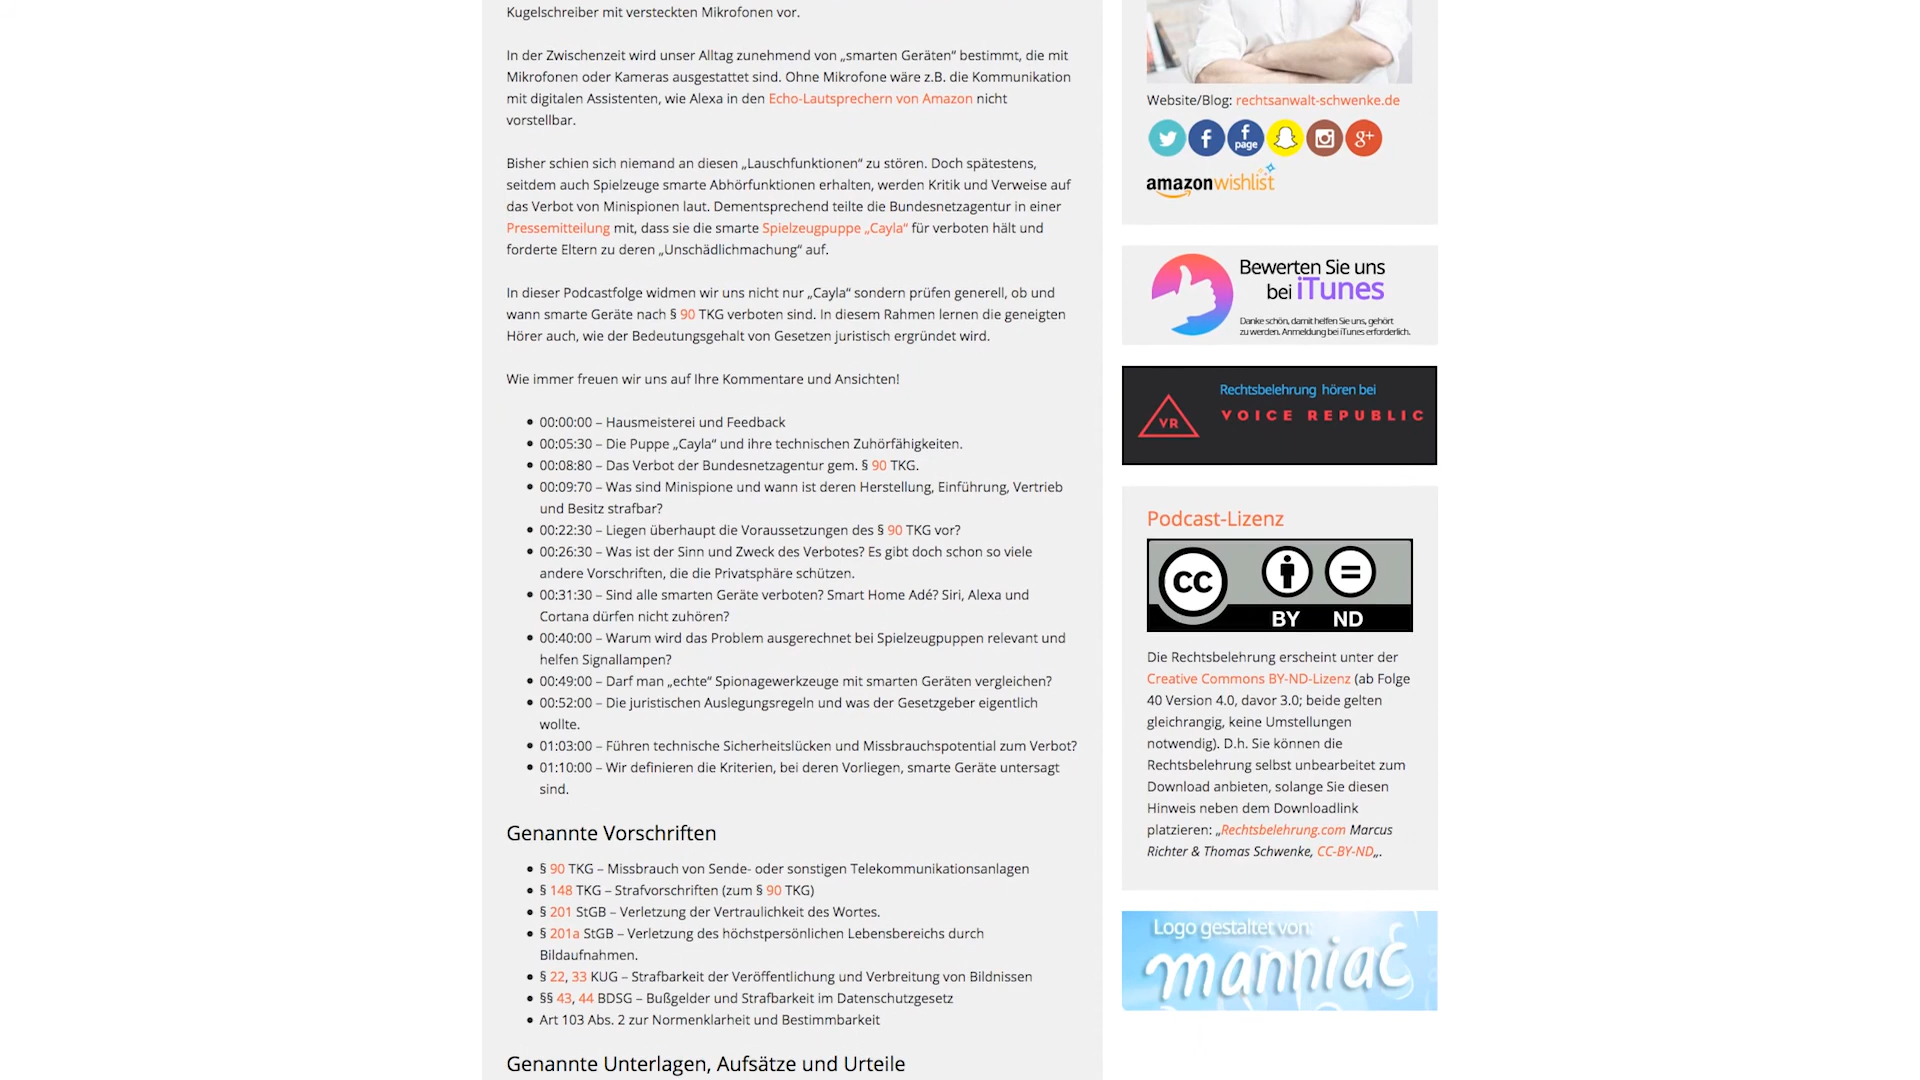 Kugelschreiber mit versteckten Mikrofonen vor.
In der Zwischenzeit wird unser Alltag zunehmend von „smarten Geräten“ bestimmt, die mit
Mikrofonen oder Kameras ausgestattet sind. Ohne Mikrofone wäre z.B. die Kommunikation
mit digitalen Assistenten, wie Alexa in den Echo-Lautsprechern von Amazon nicht
vorstellbar.
Bisher schien sich niemand an diesen „Lauschfunktionen“ zu stören. Doch spätestens,
seitdem auch Spielzeuge smarte Abhörfunktionen erhalten, werden Kritik und Verweise auf
das Verbot von Minispionen laut. Dementsprechend teilte die Bundesnetzagentur in einer
Pressemitteilung mit, dass sie die smarte Spielzeugpuppe „Cayla“ für verboten hält und
forderte Eltern zu deren „Unschädlichmachung“ auf.
In dieser Podcastfolge widmen wir uns nicht nur „Cayla“ sondern prüfen generell, ob und
wann smarte Geräte nach § 90 TKG verboten sind. In diesem Rahmen lernen die geneigten
Hörer auch, wie der Bedeutungsgehalt von Gesetzen juristisch ergründet wird.
Wie immer freuen wir uns auf Ihre Kommentare und Ansichten!
• 00:00:00 – Hausmeisterei und Feedback
• 00:05:30 – Die Puppe „Cayla“ und ihre technischen Zuhörfähigkeiten.
• 00:08:80 – Das Verbot der Bundesnetzagentur gem. § 90 TKG.
• 00:09:70 – Was sind Minispione und wann ist deren Herstellung, Einführung, Vertrieb
und Besitz strafbar?
• 00:22:30 – Liegen überhaupt die Voraussetzungen des § 90 TKG vor?
• 00:26:30 – Was ist der Sinn und Zweck des Verbotes? Es gibt doch schon so viele
andere Vorschriften, die die Privatsphäre schützen.
• 00:31:30 – Sind alle smarten Geräte verboten? Smart Home Adé? Siri, Alexa und
Cortana dürfen nicht zuhören?
• 00:40:00 – Warum wird das Problem ausgerechnet bei Spielzeugpuppen relevant und
helfen Signallampen?
• 00:49:00 – Darf man „echte“ Spionagewerkzeuge mit smarten Geräten vergleichen?
• 00:52:00 – Die juristischen Auslegungsregeln und was der Gesetzgeber eigentlich
wollte.
• 01:03:00 – Führen technische Sicherheitslücken und Missbrauchspotential zum Verbot?
• 01:10:00 – Wir definieren die Kriterien, bei deren Vorliegen, smarte Geräte untersagt
sind.
Genannte Vorschriften
• § 90 TKG – Missbrauch von Sende- oder sonstigen Telekommunikationsanlagen
• § 148 TKG – Strafvorschriften (zum § 90 TKG)
• § 201 StGB – Verletzung der Vertraulichkeit des Wortes.
• § 201a StGB – Verletzung des höchstpersönlichen Lebensbereichs durch
Bildaufnahmen.
• § 22, 33 KUG – Strafbarkeit der Veröffentlichung und Verbreitung von Bildnissen
• §§ 43, 44 BDSG – Bußgelder und Strafbarkeit im Datenschutzgesetz
• Art 103 Abs. 2 zur Normenklarheit und Bestimmbarkeit
Genannte Unterlagen, Aufsätze und Urteile
Website/Blog: rechtsanwalt-schwenke.de
f page g+
amazonwishlist
Bewerten Sie uns
bei iTunes
Danke schön, damit helfen Sie uns, gehört
zu werden. Anmeldung bei iTunes erforderlich.
Rechtsbelehrung hören bei
VR VOICE REPUBLIC
Podcast-Lizenz
cc
BY ND
Die Rechtsbelehrung erscheint unter der
Creative Commons BY-ND-Lizenz (ab Folge
40 Version 4.0, davor 3.0; beide gelten
gleichrangig, keine Umstellungen
notwendig). D.h. Sie können die
Rechtsbelehrung selbst unbearbeitet zum
Download anbieten, solange Sie diesen
Hinweis neben dem Downloadlink
platzieren: „Rechtsbelehrung.com Marcus
Richter & Thomas Schwenke, CC-BY-ND„.
Logo gestaltet von:
manniac